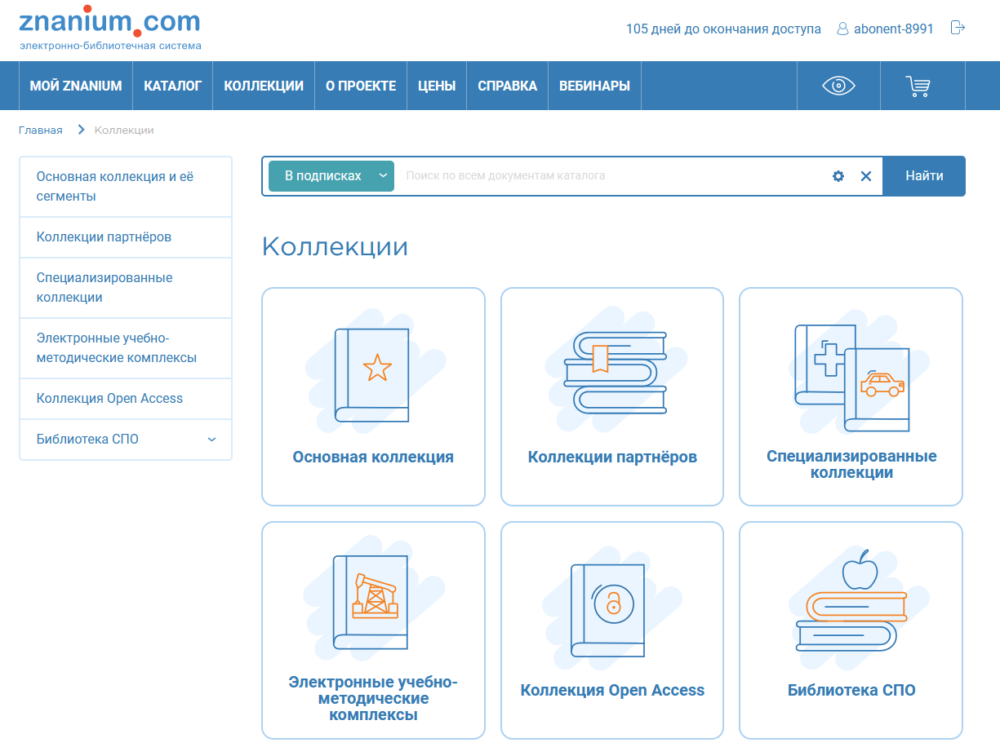 znanium.com
электронно-библиотечная система
105 дней до окончания доступа
abonent-8991
МОЙ ZNANIUM
КАТАЛОГ
КОЛЛЕКЦИИ
О ПРОЕКТЕ
ЦЕНЫ
СПРАВКА
ВЕБИНАРЫ
Главная
Коллекции
Основная коллекция и её
сегменты
Коллекции партнёров
Специализированные
коллекции
Электронные учебно-
методические комплексы
Коллекция Open Access
Библиотека СПО
В подписках
Поиск по всем документам каталога
Найти
Коллекции
Основная коллекция
Коллекции партнёров
Специализированные
коллекции
Электронные учебно-
методические
комплексы
Коллекция Open Access
Библиотека СПО